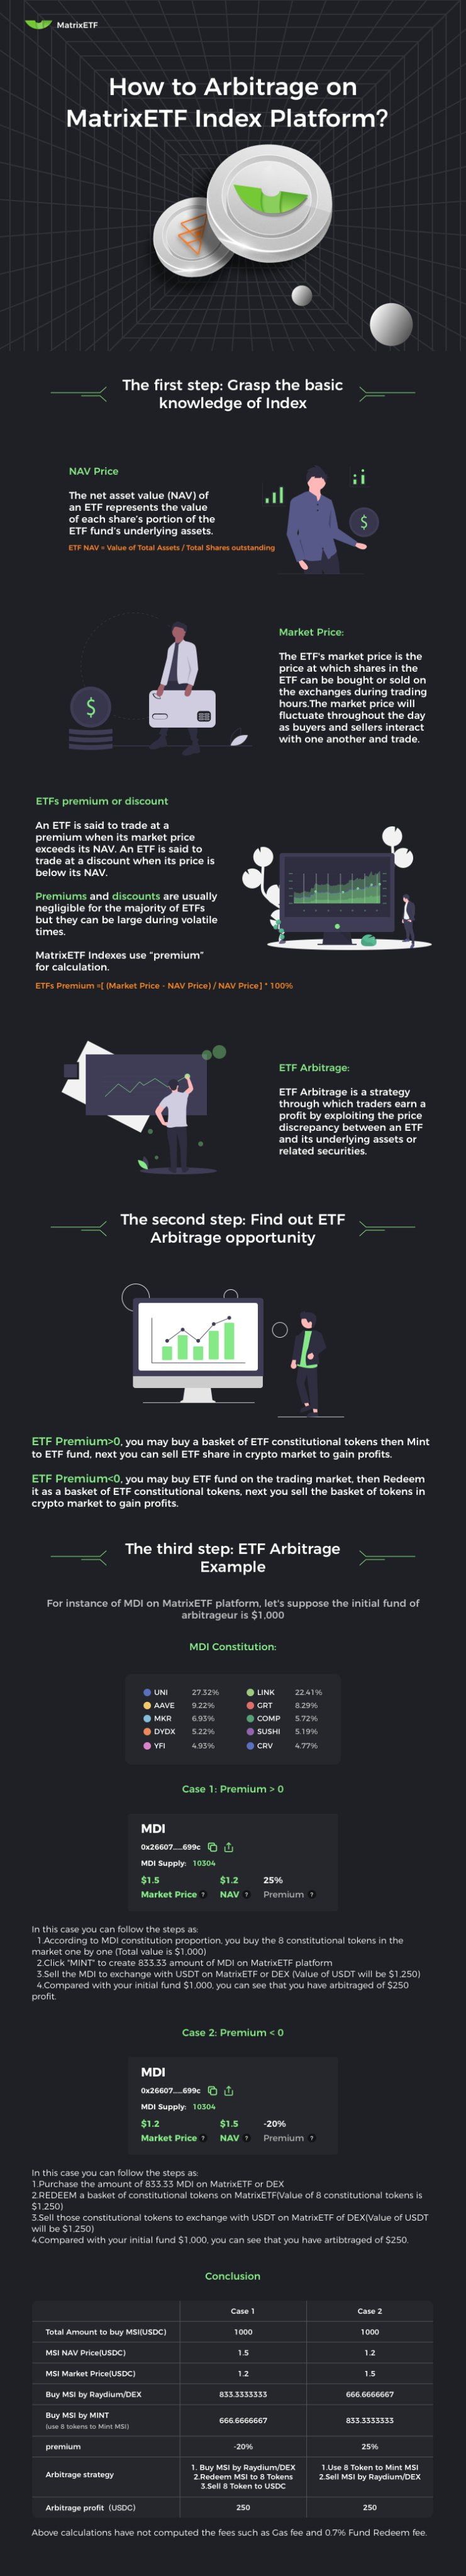 MatrixETF
How to Arbitrage on
MatrixETF Index Platform?
The first step: Grasp the basic
knowledge of Index
NAV Price
The net asset value (NAV) of
an ETF represents the value
of each share's portion of the
ETF fund's underlying assets.
ETF NAV = Value of Total Assets / Total Shares outstanding
$
Market Price:
The ETF's market price is the
price at which shares in the
ETF can be bought or sold on
the exchanges during trading
hours.The market price will
fluctuate throughout the day
as buyers and sellers interact
with one another and trade.
$
ETFs premium or discount
An ETF is said to trade at a
premium when its market price
exceeds its NAV. An ETF is said to
trade at a discount when its price is
below its NAV.
Premiums and discounts are usually
negligible for the majority of ETFs
but they can be large during volatile
times.
MatrixETF Indexes use "premium"
for calculation.
ETFs Premium =[ (Market Price - NAV Price) / NAV Price] * 100%
ETF Arbitrage:
ETF Arbitrage is a strategy
through which traders earn a
profit by exploiting the price
discrepancy between an ETF
and its underlying assets or
related securities.
The second step: Find out ETF
Arbitrage opportunity
ETF Premium>0, you may buy a basket of ETF constitutional tokens then Mint
to ETF fund, next you can sell ETF share in crypto market to gain profits.
ETF Premium<0, you may buy ETF fund on the trading market, then Redeem
it as a basket of ETF constitutional tokens, next you sell the basket of tokens in
crypto market to gain profits.
The third step: ETF Arbitrage
Example
For instance of MDI on MatrixETF platform, let's suppose the initial fund of
arbitrageur is $1,000
MDI Constitution:
UNI 27.32% LINK 22.41%
AAVE 9.22% GRT 8.29%
MKR 6.93% COMP 5.72%
DYDX 5.22% SUSHI 5.19%
YFI 4.93% CRV 4.77%
Case 1: Premium > 0
MDI
0x26607.....699c
MDI Supply: 10304
$1.5 $1.2 25%
Market Price ? NAV ? Premium ?
In this case you can follow the steps as:
1.According to MDI constitution proportion, you buy the 8 constitutional tokens in the
market one by one (Total value is $1,000)
2.Click "MINT" to create 833.33 amount of MDI on MatrixETF platform
3.Sell the MDI to exchange with USDT on MatrixETF or DEX (Value of USDT will be $1,250)
4.Compared with your initial fund $1,000, you can see that you have arbitraged of $250
profit.
Case 2: Premium < 0
MDI
0x26607.....699c
MDI Supply: 10304
$1.2 $1.5 -20%
Market Price ? NAV ? Premium ?
In this case you can follow the steps as:
1.Purchase the amount of 833.33 MDI on MatrixETF or DEX
2.REDEEM a basket of constitutional tokens on MatrixETF(Value of 8 constitutional tokens is
$1,250)
3.Sell those constitutional tokens to exchange with USDT on MatrixETF of DEX(Value of USDT
will be $1,250)
4.Compared with your initial fund $1,000, you can see that you have artibtraged of $250.
Conclusion
Case 1 Case 2
Total Amount to buy MSI(USDC) 1000 1000
MSI NAV Price(USDC) 1.5 1.2
MSI Market Price(USDC) 1.2 1.5
Buy MSI by Raydium/DEX 833.3333333 666.6666667
Buy MSI by MINT
(use 8 tokens to Mint MSI) 666.6666667 833.3333333
premium -20% 25%
Arbitrage strategy
1. Buy MSI by Raydium/DEX
2.Redeem MSI to 8 Tokens
3.Sell 8 Token to USDC
1.Use 8 Token to Mint MSI
2.Sell MSI by Raydium/DEX
Arbitrage profit (USDC) 250 250
Above calculations have not computed the fees such as Gas fee and 0.7% Fund Redeem fee.